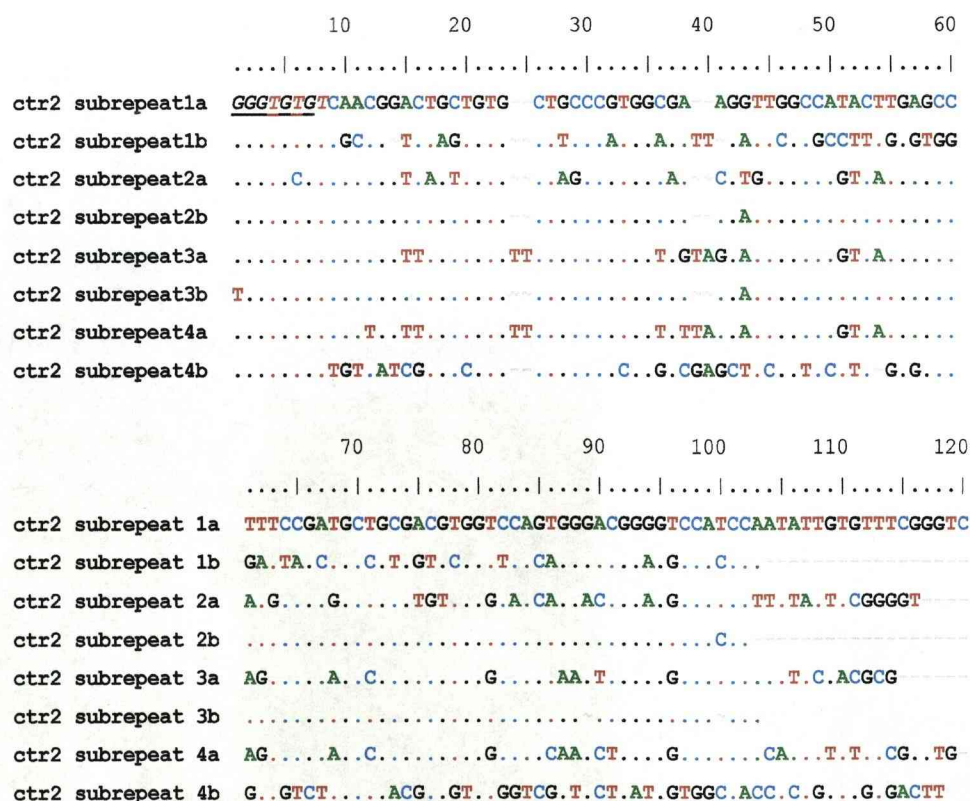 10 20 30 40 50 60
....|....|....|....|....|....|....|....|....|....|....|....|
ctr2 subrepeat1a GGGTGTGTCAACGGACTGCTGTG--CTGCCCGTGGCGA--AGGTTGGCCATACTTGAGCC
ctr2 subrepeat1b .........GC...T..AG....--..T...A...A..TT..A..C.-GCCTT.G.GTGG
ctr2 subrepeat2a .....C........T.A.T....--..AG.......A.--C.TG......GT.A......
ctr2 subrepeat2b .......................--.............--..A.................
ctr2 subrepeat3a ..............TT.......TT..........T.GTAG.A.......GT.A......
ctr2 subrepeat3b T......................--.............--..A.................
ctr2 subrepeat4a ...........T..TT.......TT..........T.TTA..A.......GT.A......
ctr2 subrepeat4b ........TGT.ATCG...C...--.......C..G.CGAGCT.C..T.C.T.-G.G...
70 80 90 100 110 120
....|....|....|....|....|....|....|....|....|....|....|....|
ctr2 subrepeat 1a TTTCCGATGCTGCGACGTGGTCCAGTGGGACGGGGTCCATCCAATATTGTGTTTCGGGTC
ctr2 subrepeat 1b GA.TA.C...C.T.GT.C...T..CA.......A.G...C...-----------------
ctr2 subrepeat 2a A.G....G......TGT...G.A.CA..AC...A.G......TT.TA.T.CGGGGT----
ctr2 subrepeat 2b .......................................C..------------------
ctr2 subrepeat 3a AG.....A..C.........G.....AA.T.....G.........T.C.ACGCG------
ctr2 subrepeat 3b ...........................................-----------------
ctr2 subrepeat 4a AG.....A..C.........G....CAA.CT....G.......CA...T.T..CG..TG-
ctr2 subrepeat 4b G..GTCT.....ACG..GT..GGTCG.T.CT.AT.GTGGC.ACC.C.G...G.GACTT--